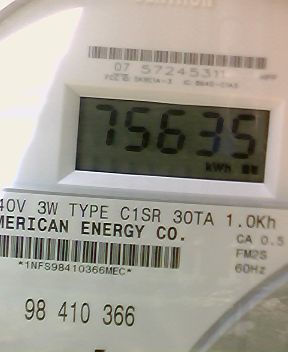 07 57245311
75635
kWh
40V 3W TYPE C1SR 30TA 1.0Kh
MERICAN ENERGY CO.
CA 0.5
FM2S
60Hz
*1NFS98410366MEC*
98 410 366